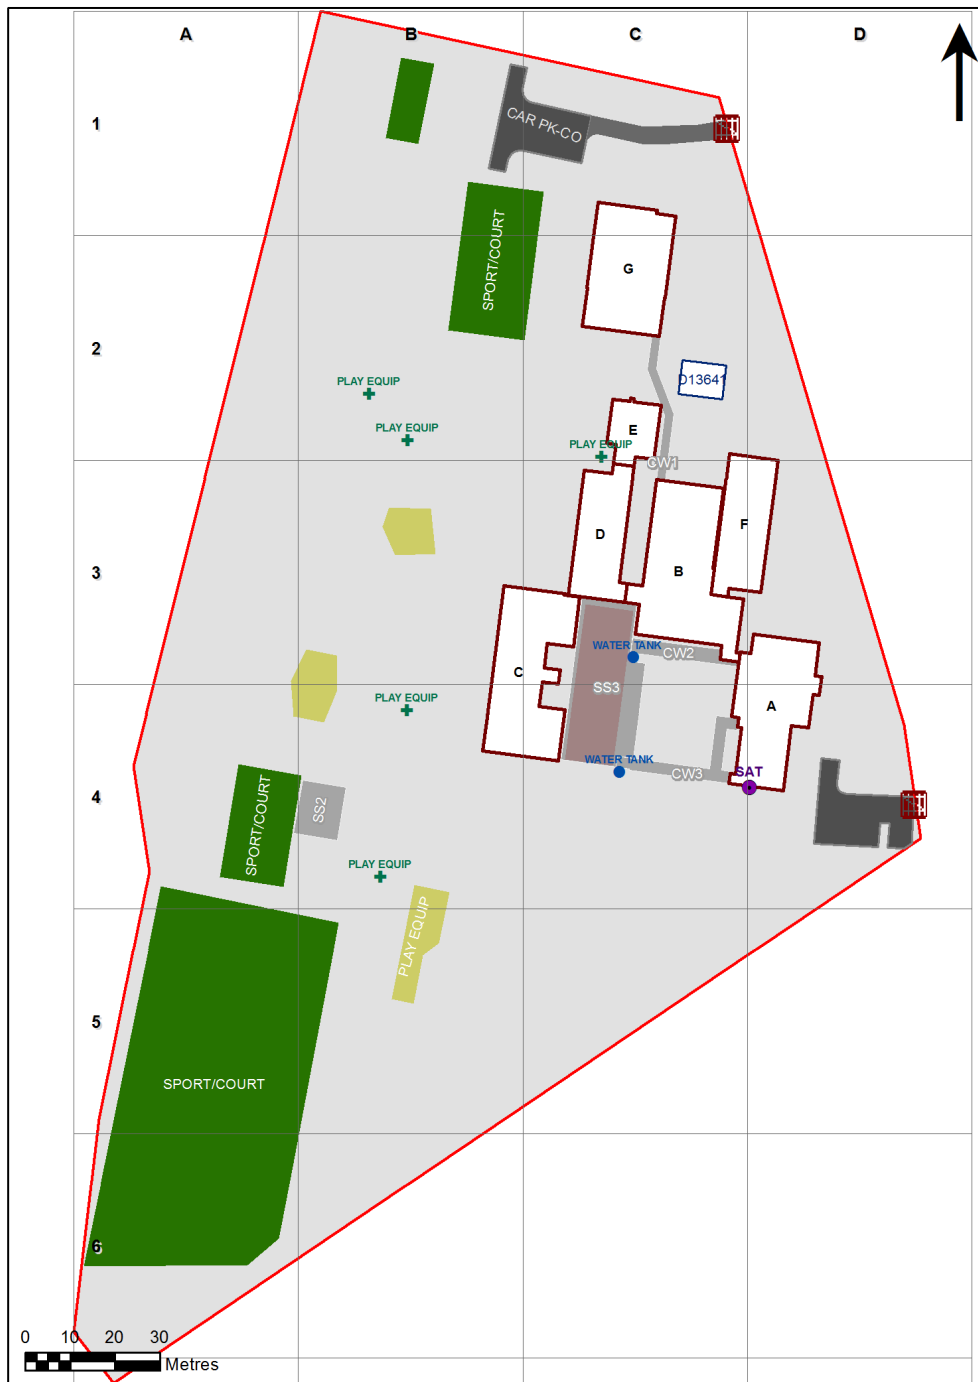 A B C D
1
CAR PK-CO
SPORT/COURT
G
2
D13641
PLAY EQUIP
PLAY EQUIP
E
PLAY EQUIP
CW1
F
D
3
B
WATER TANK
CW2
C
SS3
PLAY EQUIP
A
WATER TANK
SAT
CW3
4
SPORT/COURT
SS2
PLAY EQUIP
PLAY EQUIP
5
SPORT/COURT
6
0 10 20 30
Metres